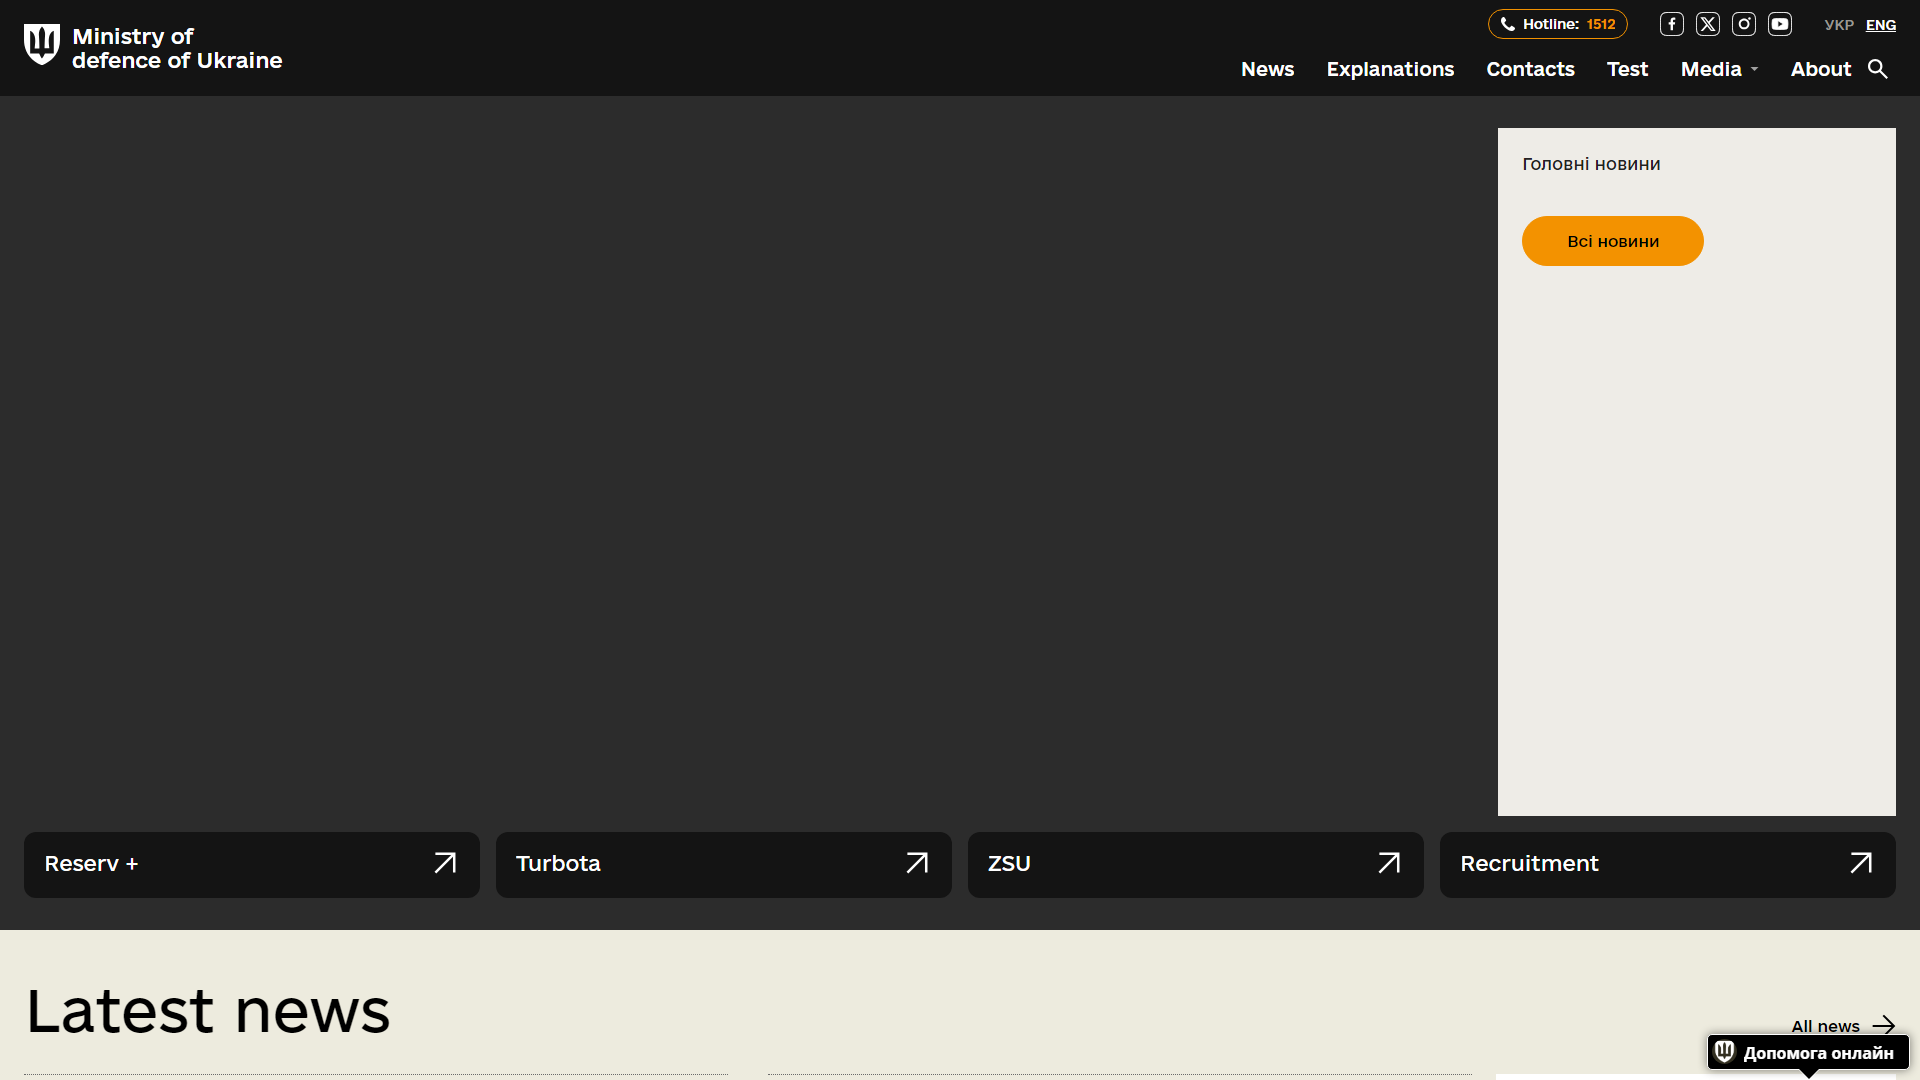 Ministry of
defence of Ukraine
Hotline: 1512
УКР ENG
News Explanations Contacts Test Media About
Головні новини
Всі новини
Reserv +
Turbota
ZSU
Recruitment
Latest news
All news
Допомога онлайн